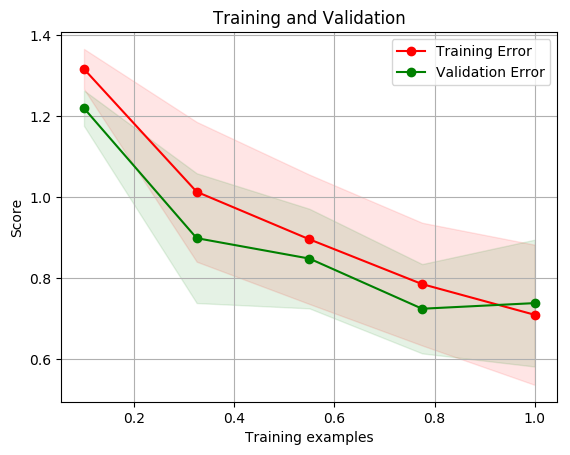 Training and Validation
Training Error
Validation Error
Score
1.4
1.2
1.0
0.8
0.6
0.2
0.4
0.6
0.8
1.0
Training examples